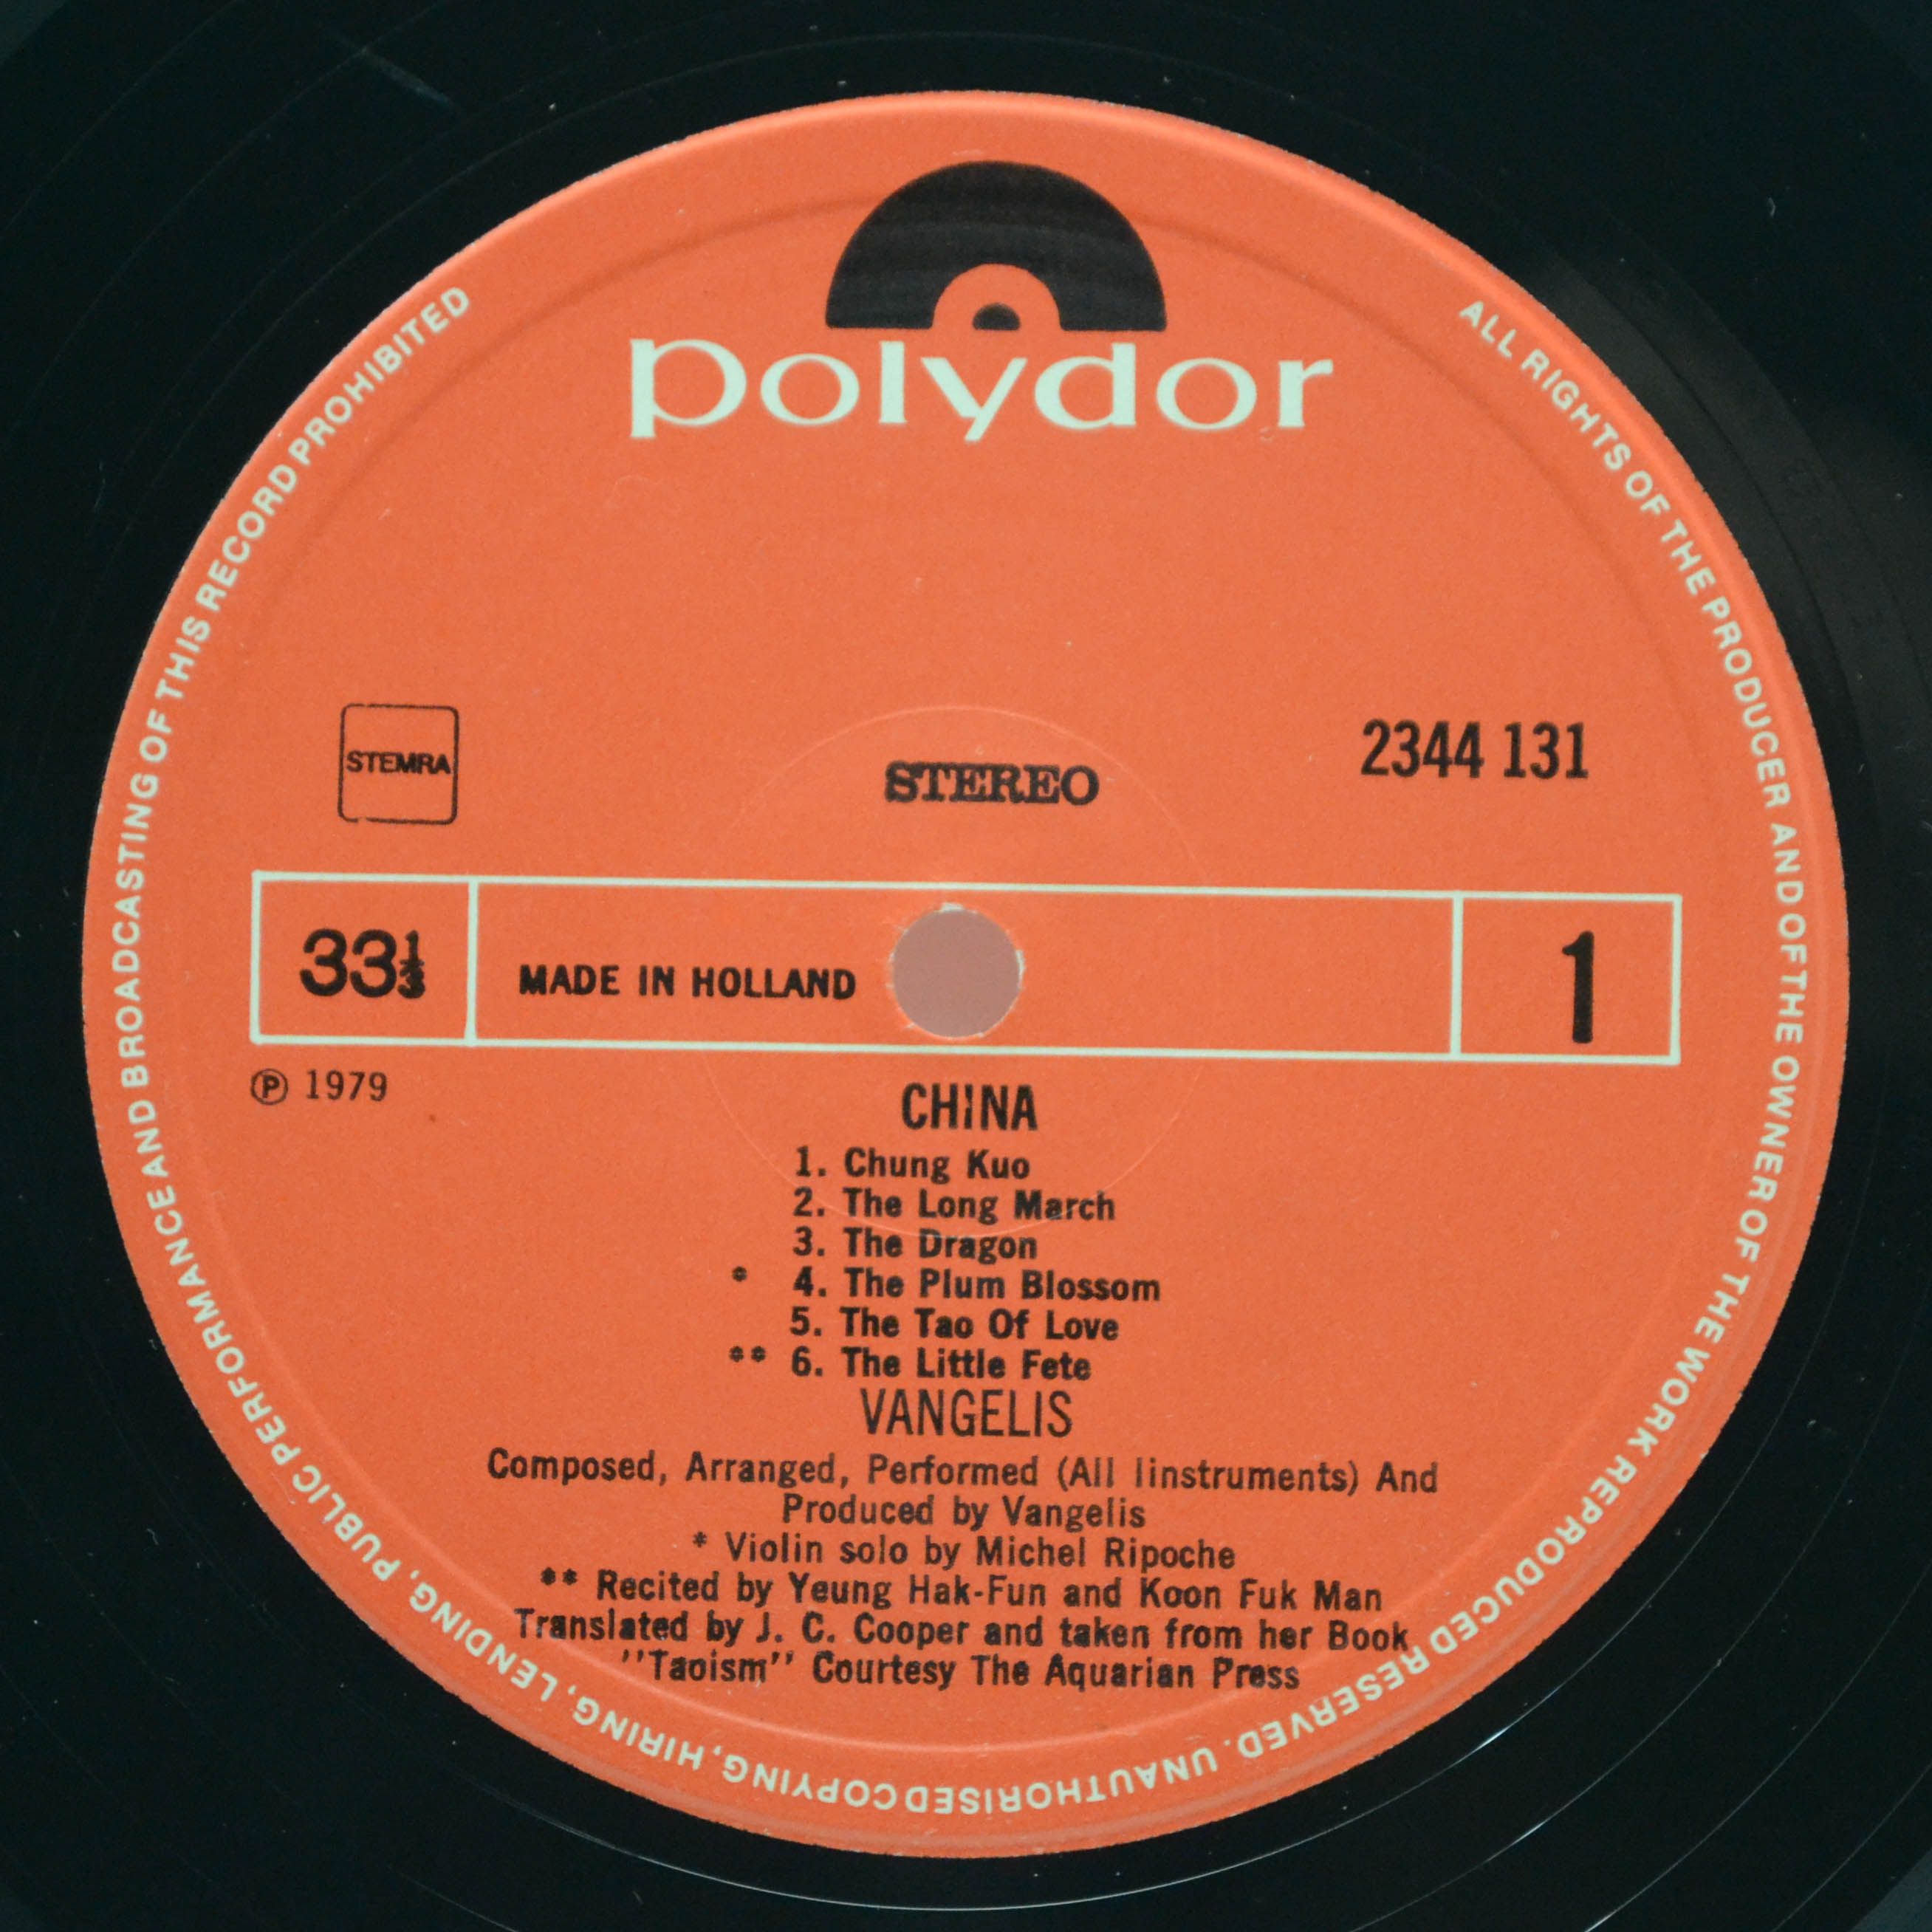 polydor
STEMRA
STEREO
2344 131
33⅓
MADE IN HOLLAND
1
Ⓟ 1979
CHINA
1. Chung Kuo
2. The Long March
3. The Dragon
* 4. The Plum Blossom
5. The Tao Of Love
** 6. The Little Fete
VANGELIS
Composed, Arranged, Performed (All Iinstruments) And
Produced by Vangelis
* Violin solo by Michel Ripoche
** Recited by Yeung Hak-Fun and Koon Fuk Man
Translated by J. C. Cooper and taken from her Book
''Taoism'' Courtesy The Aquarian Press
ALL RIGHTS OF THE PRODUCER AND OF THE OWNER OF THE WORK REPRODUCED RESERVED. UNAUTHORISED COPYING, HIRING, LENDING, PUBLIC PERFORMANCE AND BROADCASTING OF THIS RECORD PROHIBITED